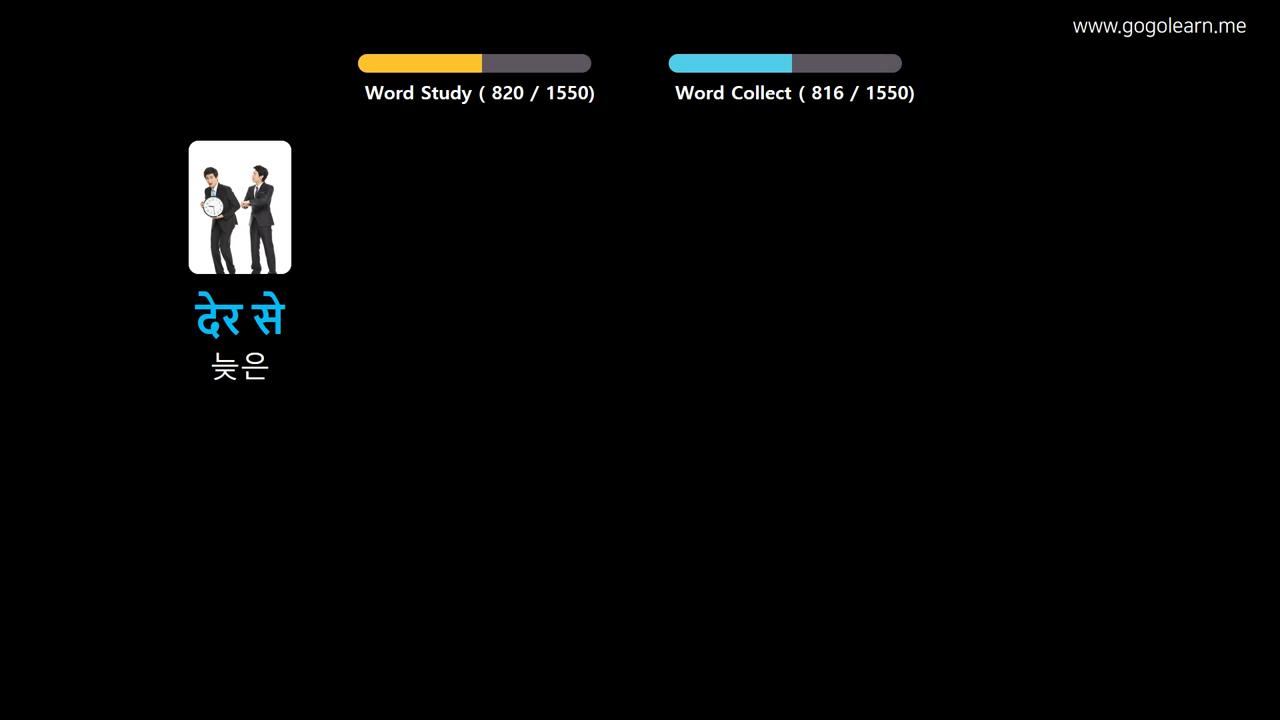 www.gogolearn.me
Word Study ( 820 / 1550)
Word Collect ( 816 / 1550)
देर से
늦은